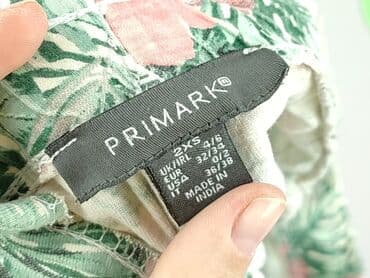 PRIMARK®
2XS
UK/IRL 4/6
EUR 32/34
USA 0/2
IT 36/38
MADE IN
INDIA